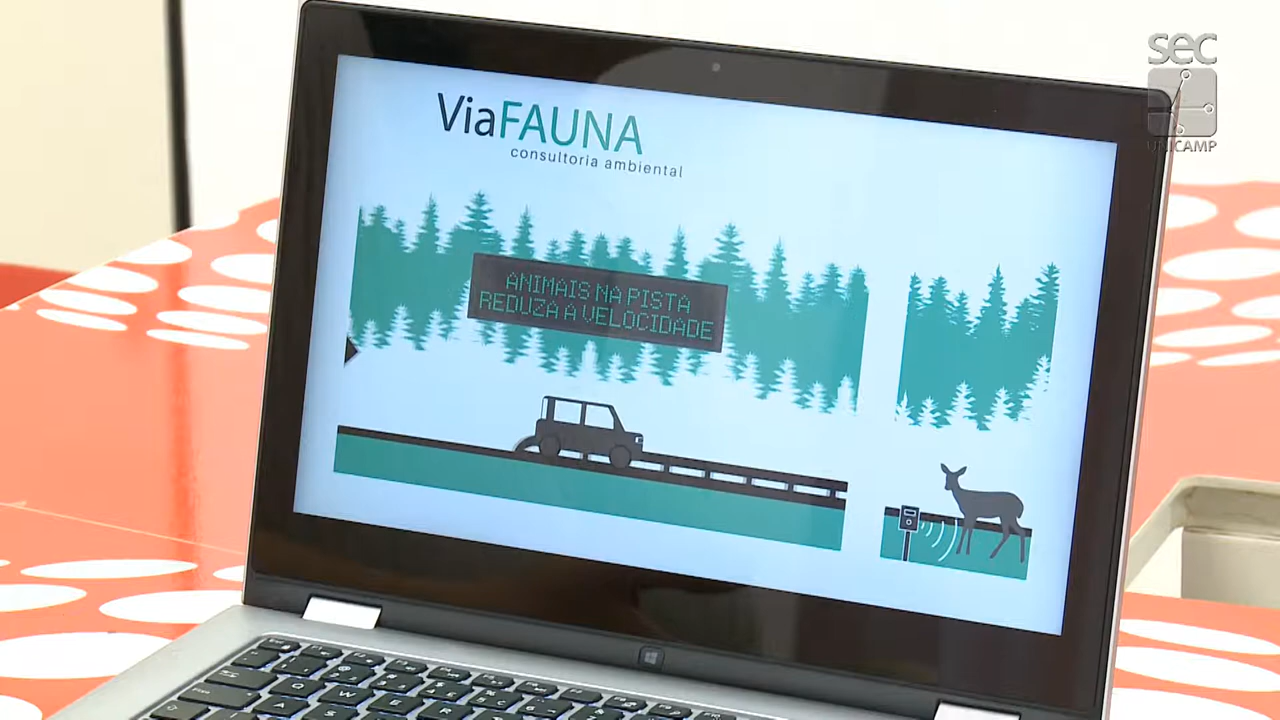 sec
UNICAMP
ViaFAUNA
consultoria ambiental
ANIMAIS NA PISTA
REDUZA A VELOCIDADE